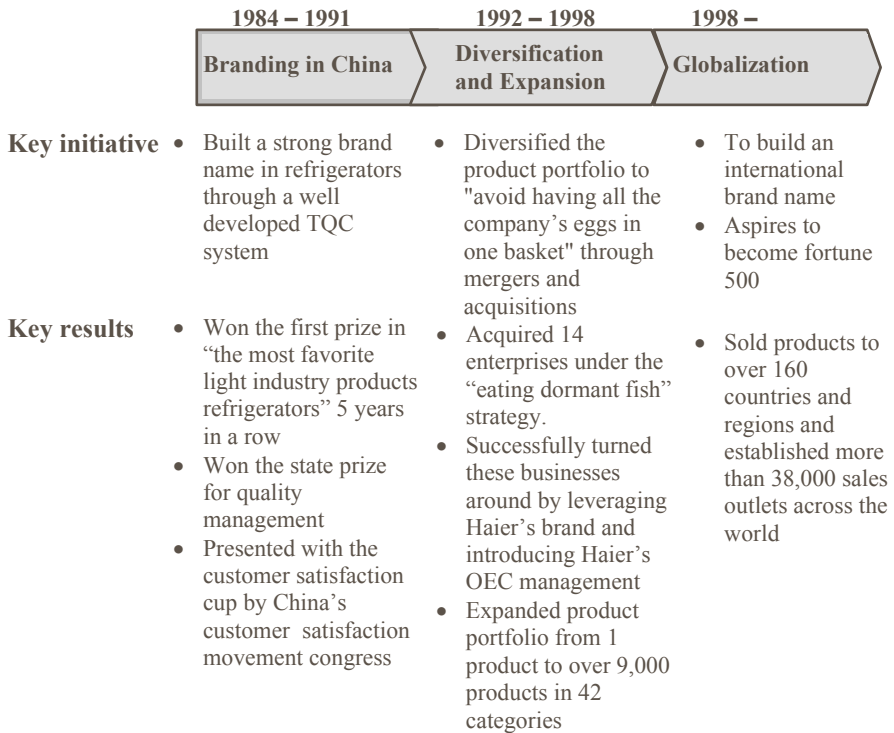 1984 – 1991
1992 – 1998
1998 –
Branding in China
Diversification
and Expansion
Globalization
Key initiative
• Built a strong brand
name in refrigerators
through a well
developed TQC
system
• Diversified the
product portfolio to
"avoid having all the
company’s eggs in
one basket" through
mergers and
acquisitions
• To build an
international
brand name
• Aspires to
become fortune
500
Key results
• Won the first prize in
“the most favorite
light industry products
refrigerators” 5 years
in a row
• Won the state prize
for quality
management
• Presented with the
customer satisfaction
cup by China’s
customer satisfaction
movement congress
• Acquired 14
enterprises under the
“eating dormant fish”
strategy.
• Successfully turned
these businesses
around by leveraging
Haier’s brand and
introducing Haier’s
OEC management
• Expanded product
portfolio from 1
product to over 9,000
products in 42
categories
• Sold products to
over 160
countries and
regions and
established more
than 38,000 sales
outlets across the
world